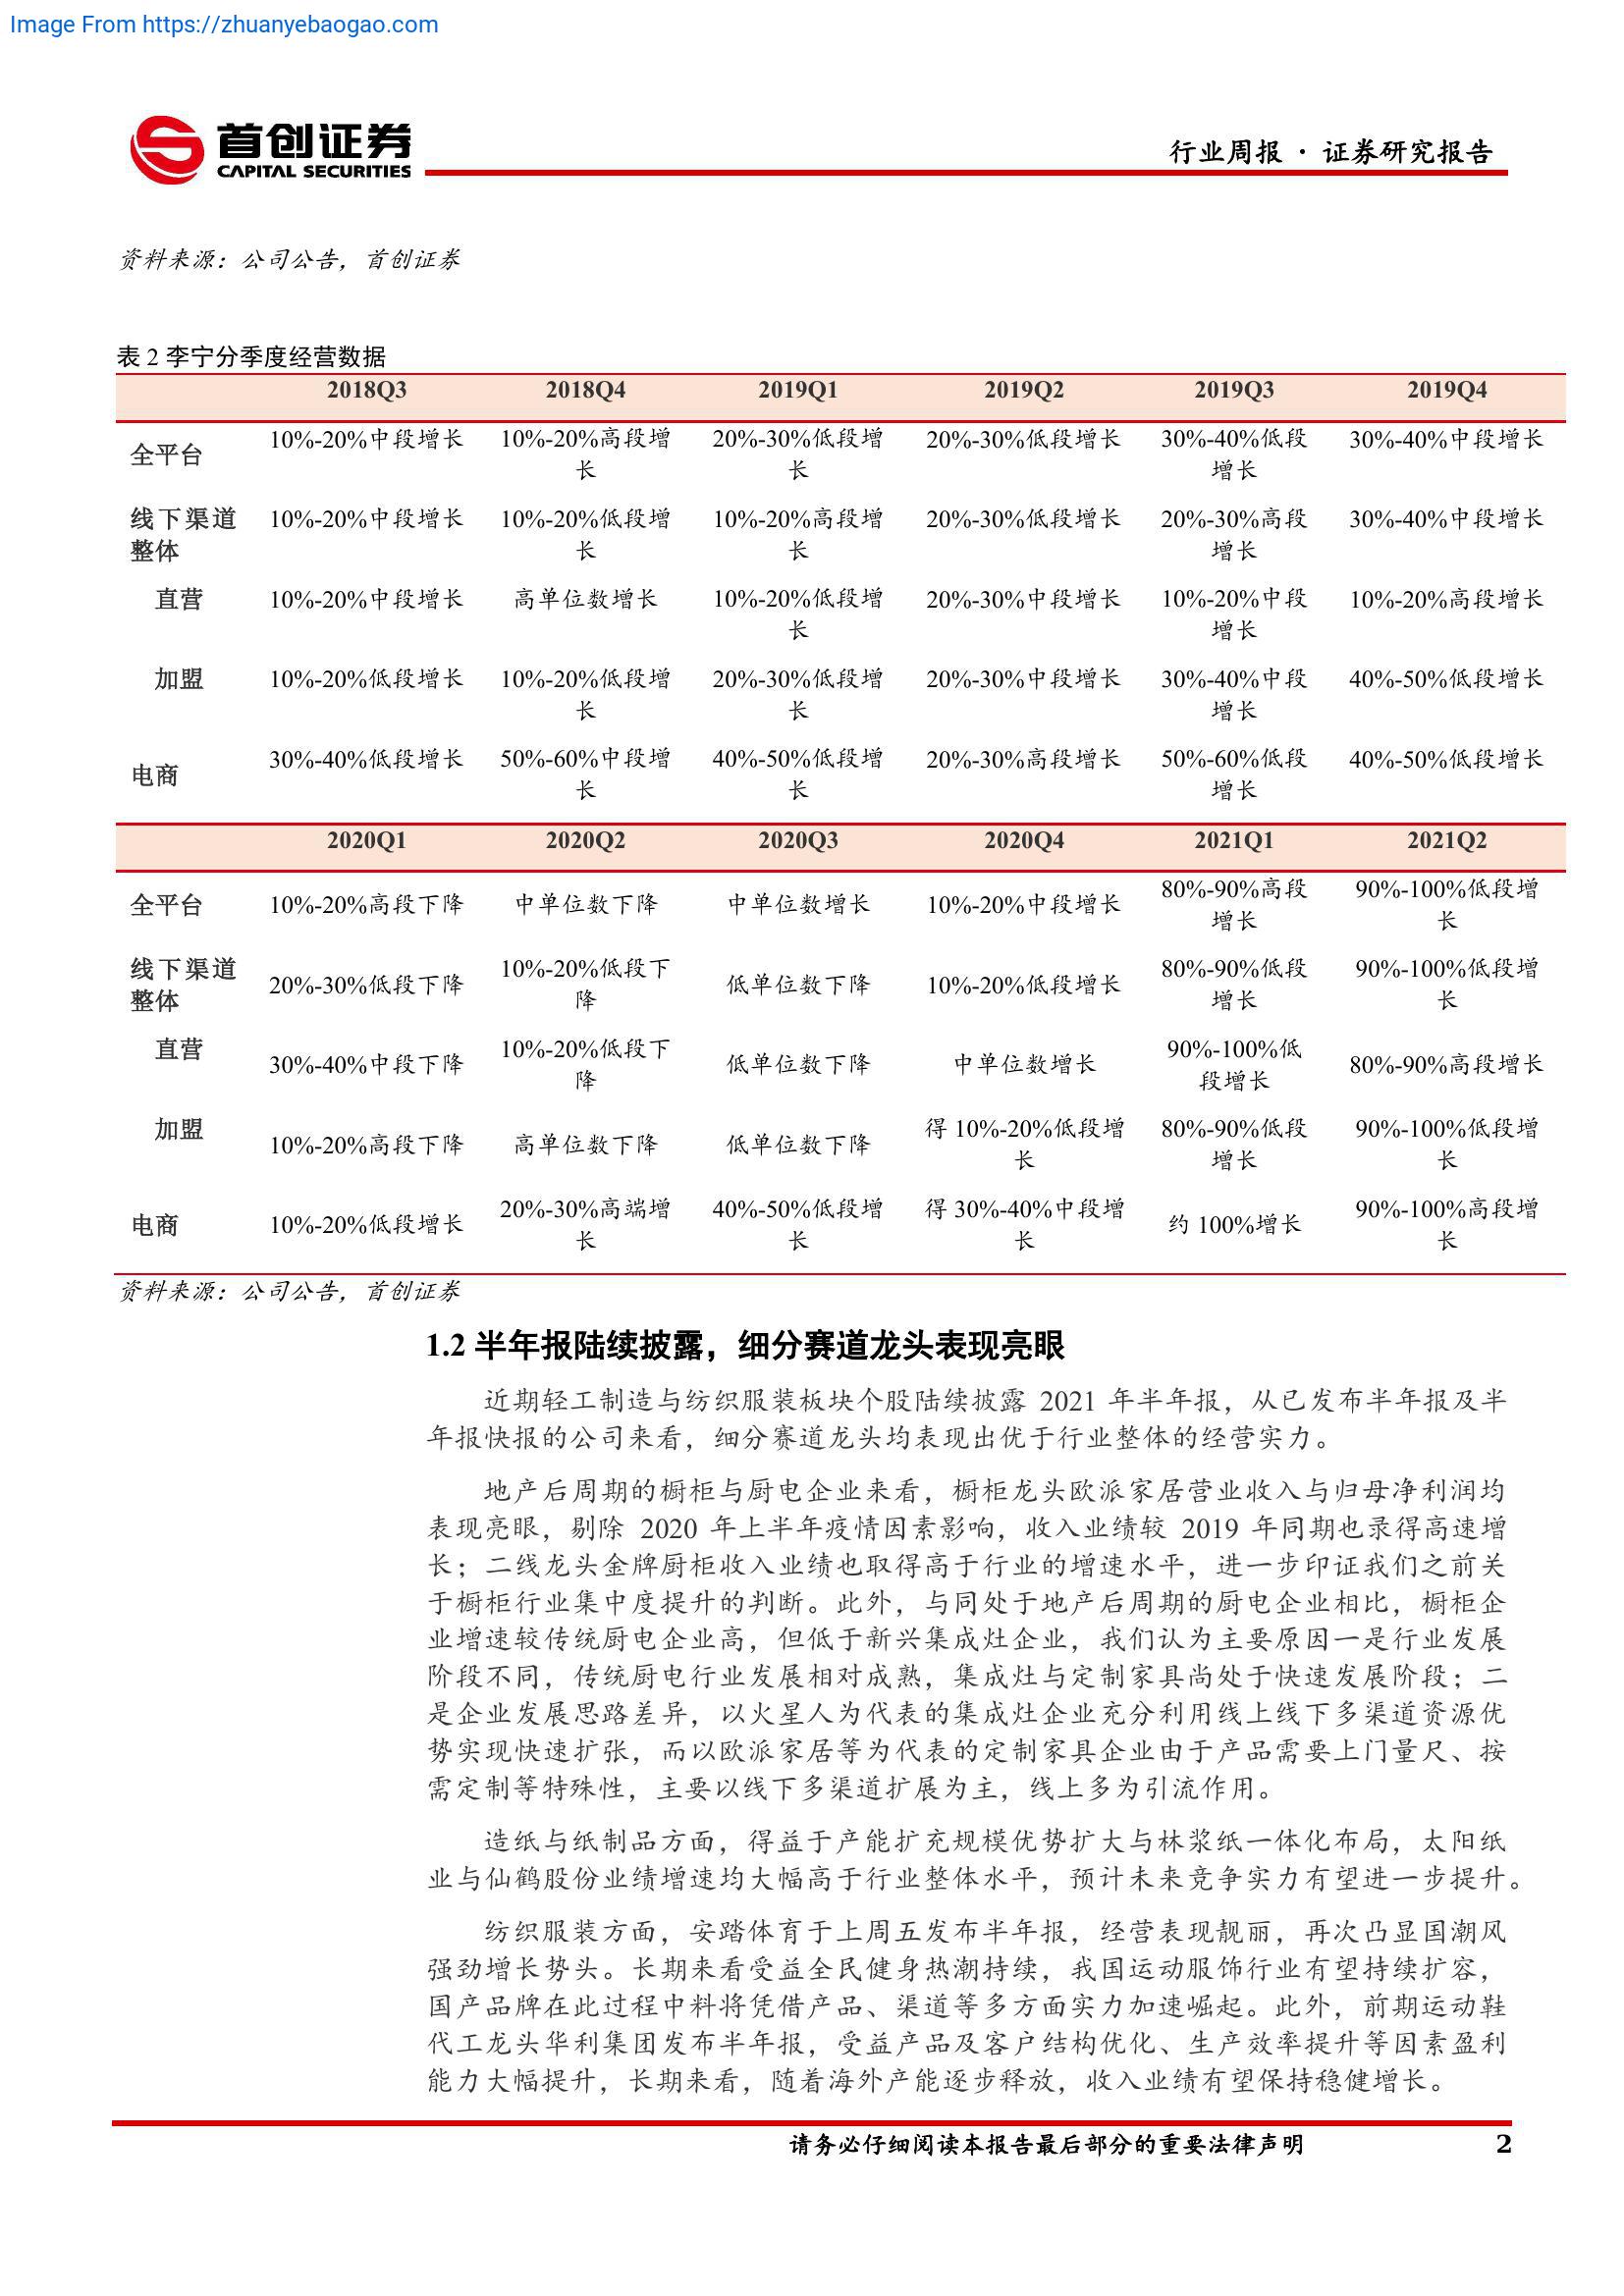 Image From https://zhuanyebaogao.com
首创证券
CAPITAL SECURITIES
行业周报 · 证券研究报告
资料来源：公司公告，首创证券
表 2 李宁分季度经营数据
2018Q3 2018Q4 2019Q1 2019Q2 2019Q3 2019Q4
全平台 10%-20%中段增长 10%-20%高段增长 20%-30%低段增长 20%-30%低段增长 30%-40%低段增长 30%-40%中段增长
线下渠道整体 10%-20%中段增长 10%-20%低段增长 10%-20%高段增长 20%-30%低段增长 20%-30%高段增长 30%-40%中段增长
直营 10%-20%中段增长 高单位数增长 10%-20%低段增长 20%-30%中段增长 10%-20%中段增长 10%-20%高段增长
加盟 10%-20%低段增长 10%-20%低段增长 20%-30%低段增长 20%-30%中段增长 30%-40%中段增长 40%-50%低段增长
电商 30%-40%低段增长 50%-60%中段增长 40%-50%低段增长 20%-30%高段增长 50%-60%低段增长 40%-50%低段增长
2020Q1 2020Q2 2020Q3 2020Q4 2021Q1 2021Q2
全平台 10%-20%高段下降 中单位数下降 中单位数增长 10%-20%中段增长 80%-90%高段增长 90%-100%低段增长
线下渠道整体 20%-30%低段下降 10%-20%低段下降 低单位数下降 10%-20%低段增长 80%-90%低段增长 90%-100%低段增长
直营 30%-40%中段下降 10%-20%低段下降 低单位数下降 中单位数增长 90%-100%低段增长 80%-90%高段增长
加盟 10%-20%高段下降 高单位数下降 低单位数下降 得 10%-20%低段增长 80%-90%低段增长 90%-100%低段增长
电商 10%-20%低段增长 20%-30%高端增长 40%-50%低段增长 得 30%-40%中段增长 约 100%增长 90%-100%高段增长
资料来源：公司公告，首创证券
1.2 半年报陆续披露，细分赛道龙头表现亮眼
近期轻工制造与纺织服装板块个股陆续披露 2021 年半年报，从已发布半年报及半
年报快报的公司来看，细分赛道龙头均表现出优于行业整体的经营实力。
地产后周期的橱柜与厨电企业来看，橱柜龙头欧派家居营业收入与归母净利润均
表现亮眼，剔除 2020 年上半年疫情因素影响，收入业绩较 2019 年同期也录得高速增
长；二线龙头金牌厨柜收入业绩也取得高于行业的增速水平，进一步印证我们之前关
于橱柜行业集中度提升的判断。此外，与同处于地产后周期的厨电企业相比，橱柜企
业增速较传统厨电企业高，但低于新兴集成灶企业，我们认为主要原因一是行业发展
阶段不同，传统厨电行业发展相对成熟，集成灶与定制家具尚处于快速发展阶段；二
是企业发展思路差异，以火星人为代表的集成灶企业充分利用线上线下多渠道资源优
势实现快速扩张，而以欧派家居等为代表的定制家具企业由于产品需要上门量尺、按
需定制等特殊性，主要以线下多渠道扩展为主，线上多为引流作用。
造纸与纸制品方面，得益于产能扩充规模优势扩大与林浆纸一体化布局，太阳纸
业与仙鹤股份业绩增速均大幅高于行业整体水平，预计未来竞争实力有望进一步提升。
纺织服装方面，安踏体育于上周五发布半年报，经营表现靓丽，再次凸显国潮风
强劲增长势头。长期来看受益全民健身热潮持续，我国运动服饰行业有望持续扩容，
国产品牌在此过程中料将凭借产品、渠道等多方面实力加速崛起。此外，前期运动鞋
代工龙头华利集团发布半年报，受益产品及客户结构优化、生产效率提升等因素盈利
能力大幅提升，长期来看，随着海外产能逐步释放，收入业绩有望保持稳健增长。
请务必仔细阅读本报告最后部分的重要法律声明 2